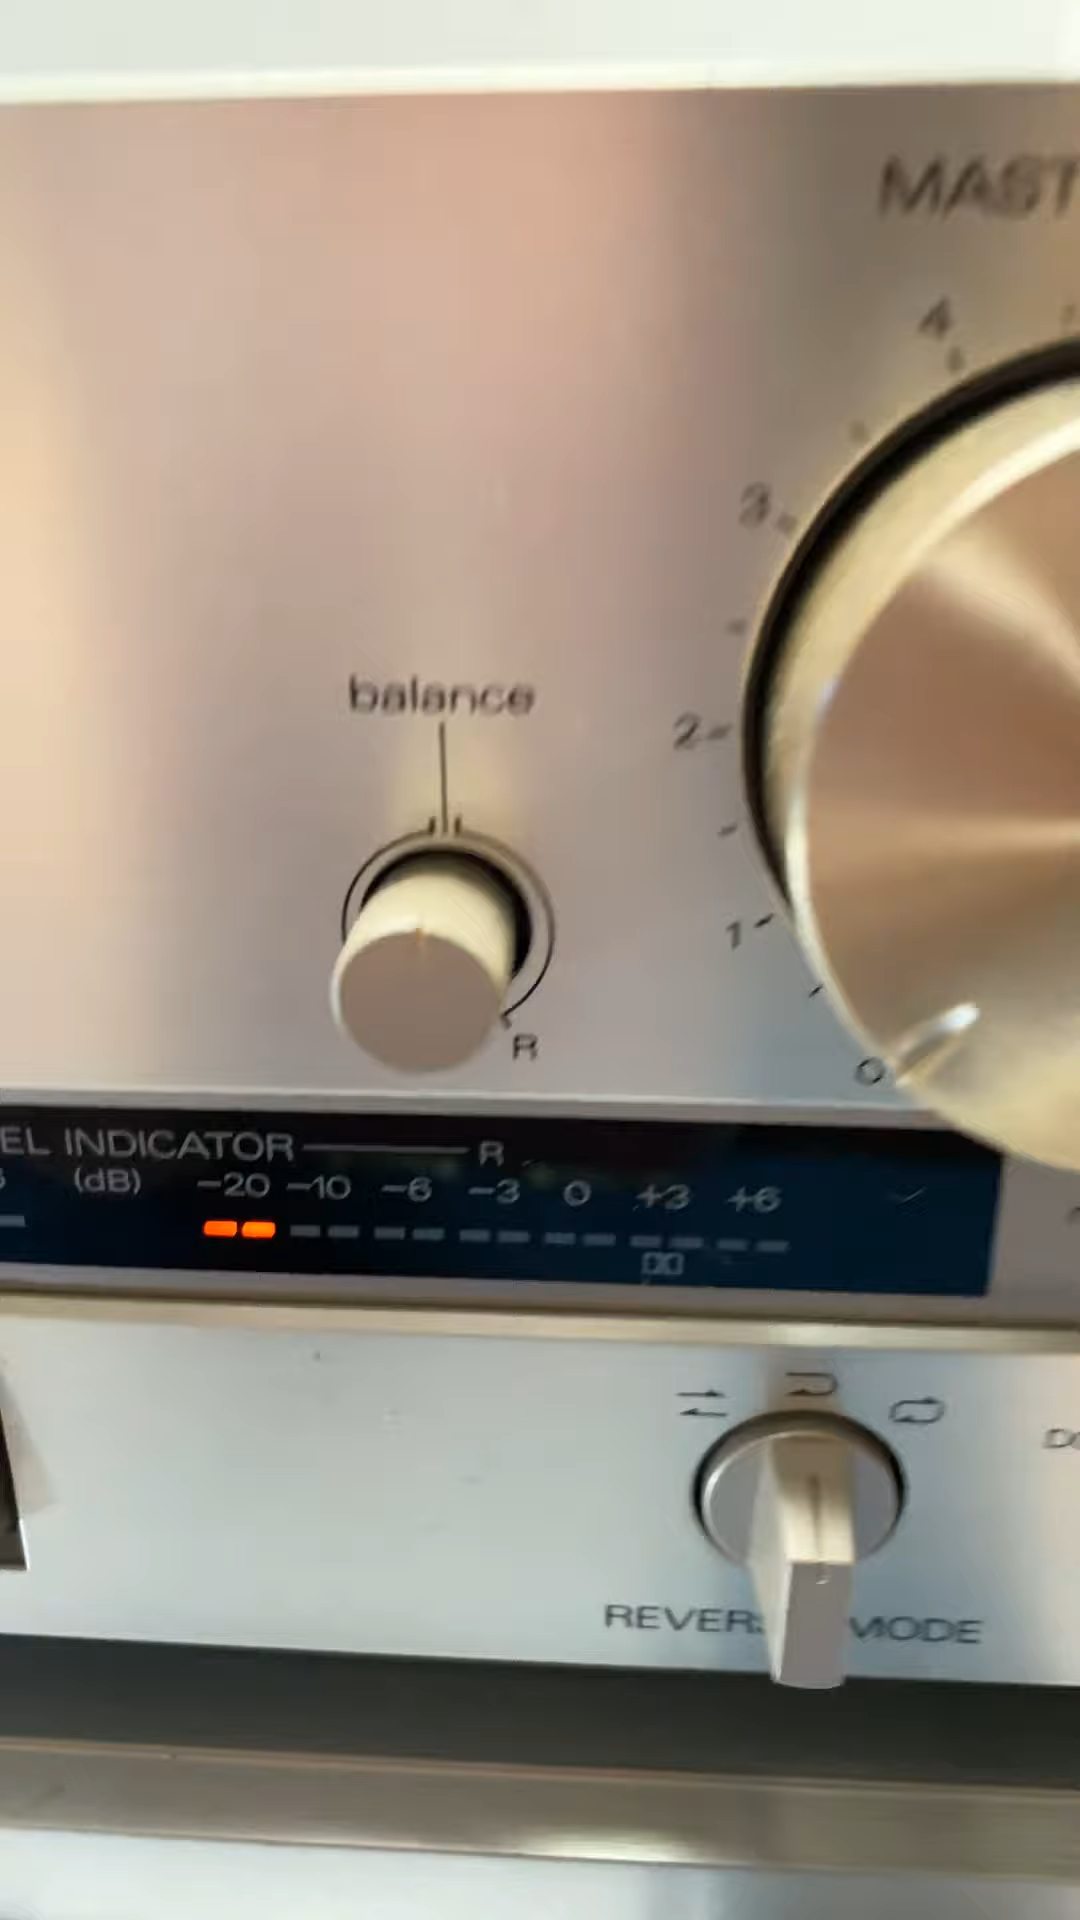 MAST
4
3
balance
2
1
R
0
EL INDICATOR R
(dB) -20 -10 -6 -3 0 +3 +6
REVER MODE